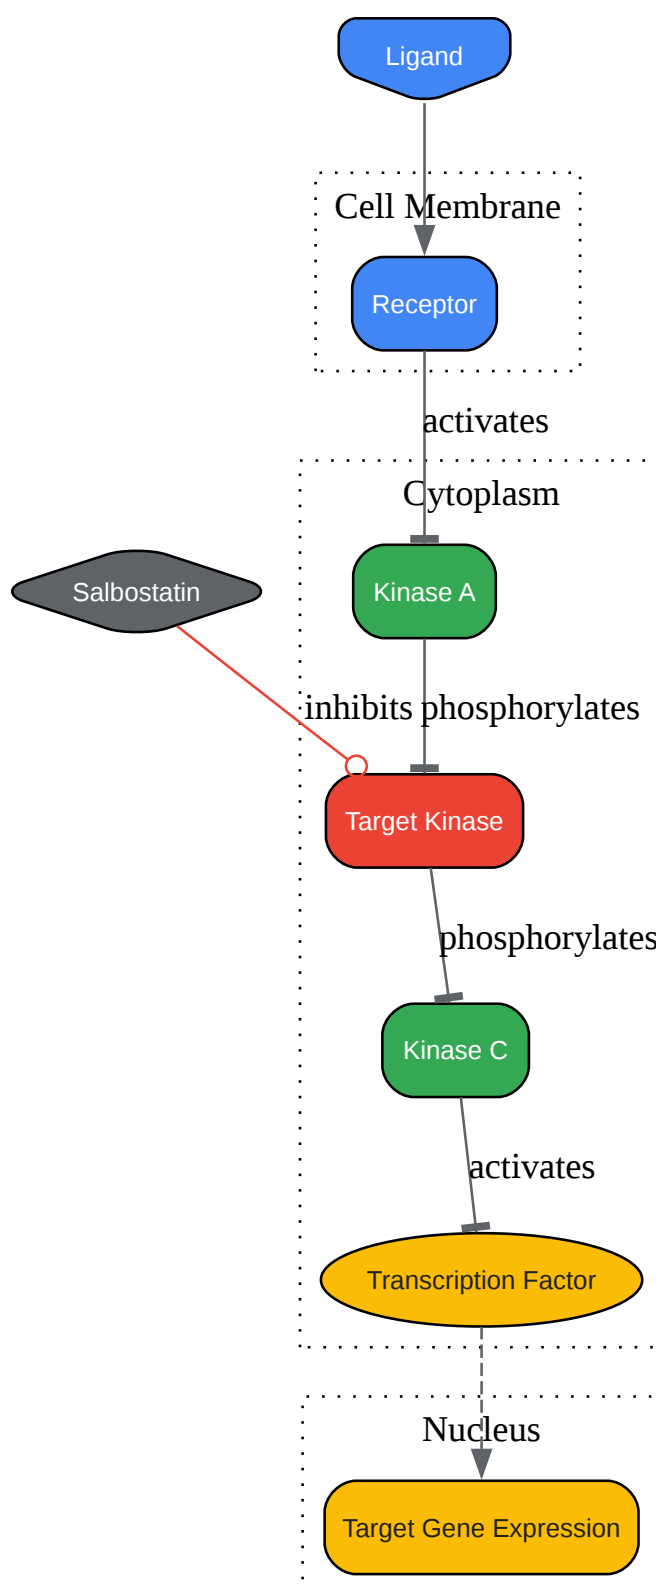 Ligand
Cell Membrane
Receptor
activates
Cytoplasm
Salbostatin
Kinase A
inhibits
phosphorylates
Target Kinase
phosphorylates
Kinase C
activates
Transcription Factor
Nucleus
Target Gene Expression